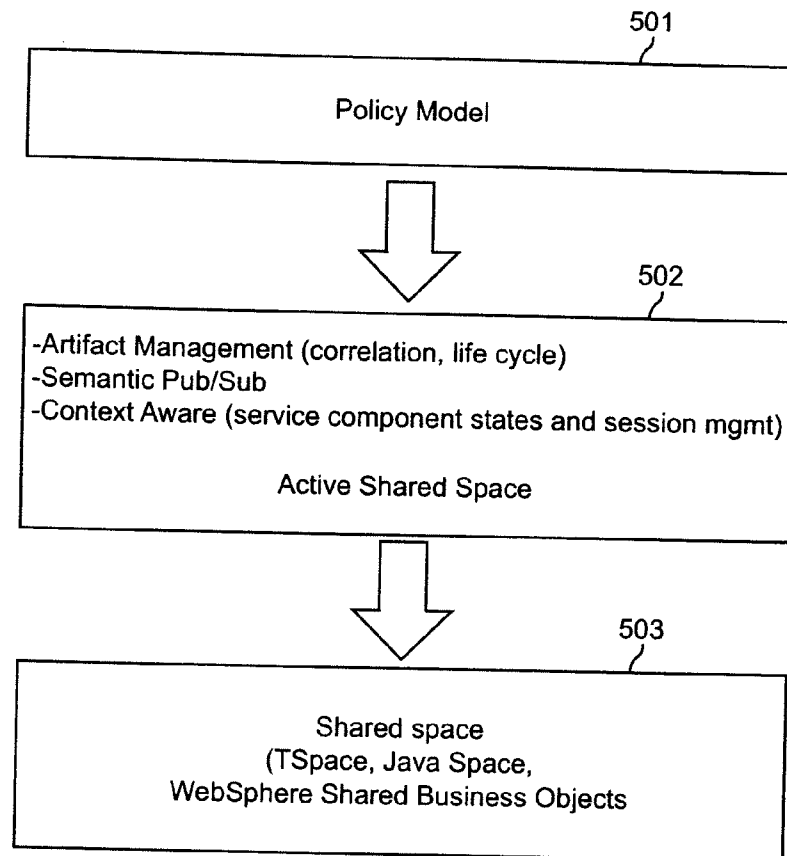 501
Policy Model
502
-Artifact Management (correlation, life cycle)
-Semantic Pub/Sub
-Context Aware (service component states and session mgmt)
Active Shared Space
503
Shared space
(TSpace, Java Space,
WebSphere Shared Business Objects